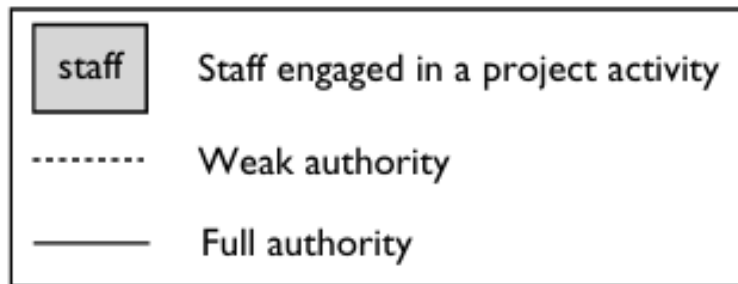 staff Staff engaged in a project activity
Weak authority
Full authority